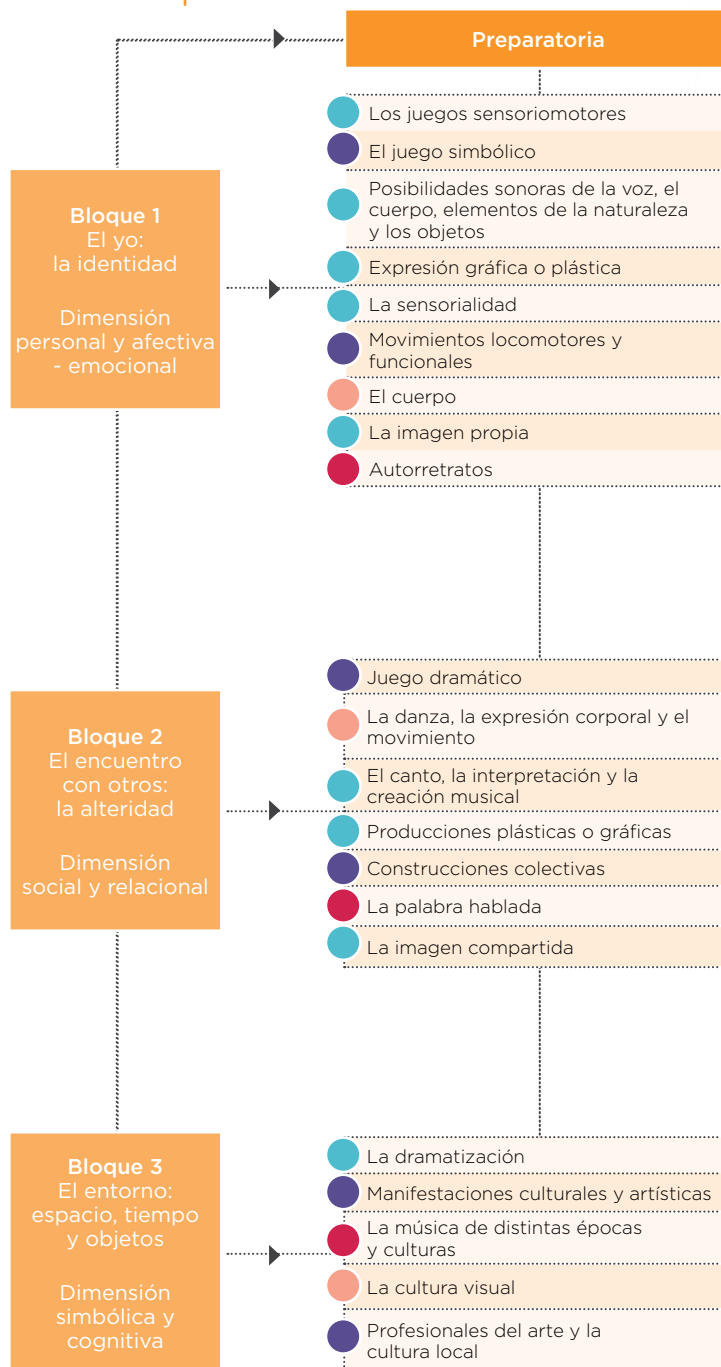 Preparatoria
Bloque 1
El yo:
la identidad
Dimensión
personal y afectiva
- emocional
Los juegos sensoriomotores
El juego simbólico
Posibilidades sonoras de la voz, el
cuerpo, elementos de la naturaleza
y los objetos
Expresión gráfica o plástica
La sensorialidad
Movimientos locomotores y
funcionales
El cuerpo
La imagen propia
Autorretratos
Bloque 2
El encuentro
con otros:
la alteridad
Dimensión
social y relacional
Juego dramático
La danza, la expresión corporal y el
movimiento
El canto, la interpretación y la
creación musical
Producciones plásticas o gráficas
Construcciones colectivas
La palabra hablada
La imagen compartida
Bloque 3
El entorno:
espacio, tiempo
y objetos
Dimensión
simbólica y
cognitiva
La dramatización
Manifestaciones culturales y artísticas
La música de distintas épocas
y culturas
La cultura visual
Profesionales del arte y la
cultura local